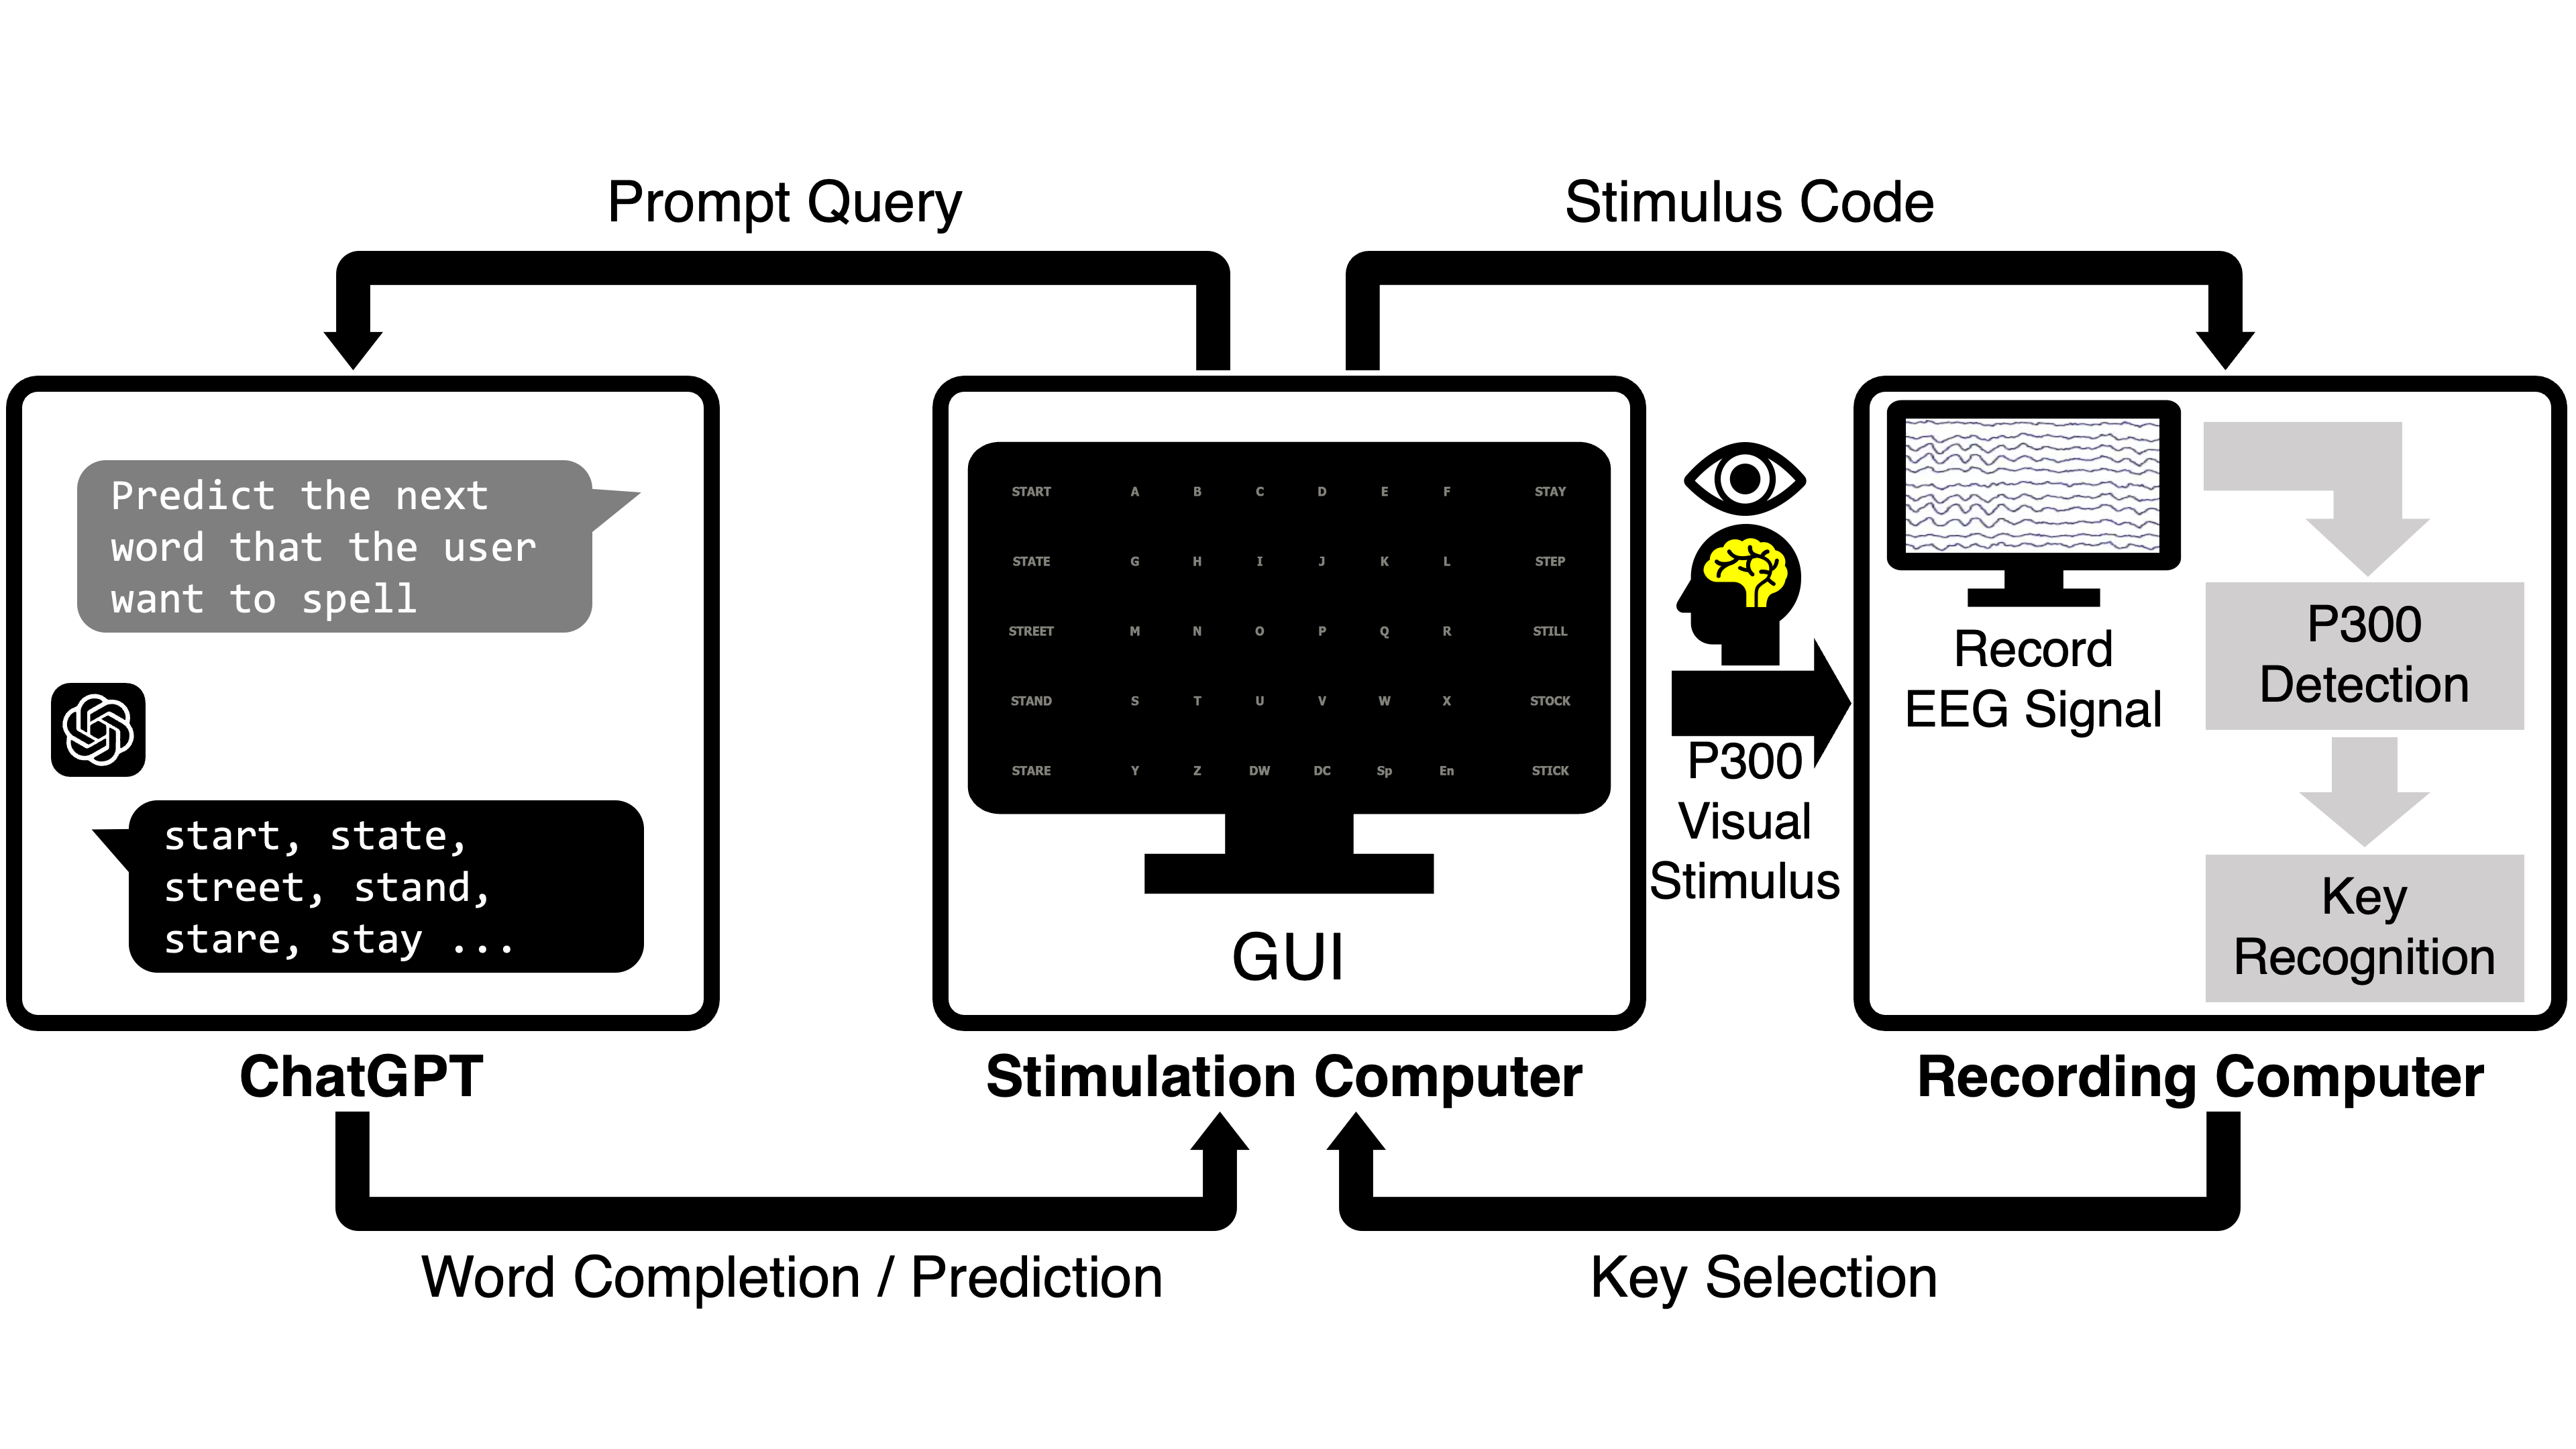 Prompt Query
Stimulus Code
Predict the next
word that the user
want to spell
start, state,
street, stand,
stare, stay ...
ChatGPT
START A B C D E F STAY
STATE G H I J K L STEP
STREET M N O P Q R STILL
STAND S T U V W X STOCK
STARE Y Z DW DC Sp En STICK
GUI
Stimulation Computer
P300
Visual
Stimulus
Record
EEG Signal
P300
Detection
Key
Recognition
Recording Computer
Word Completion / Prediction
Key Selection